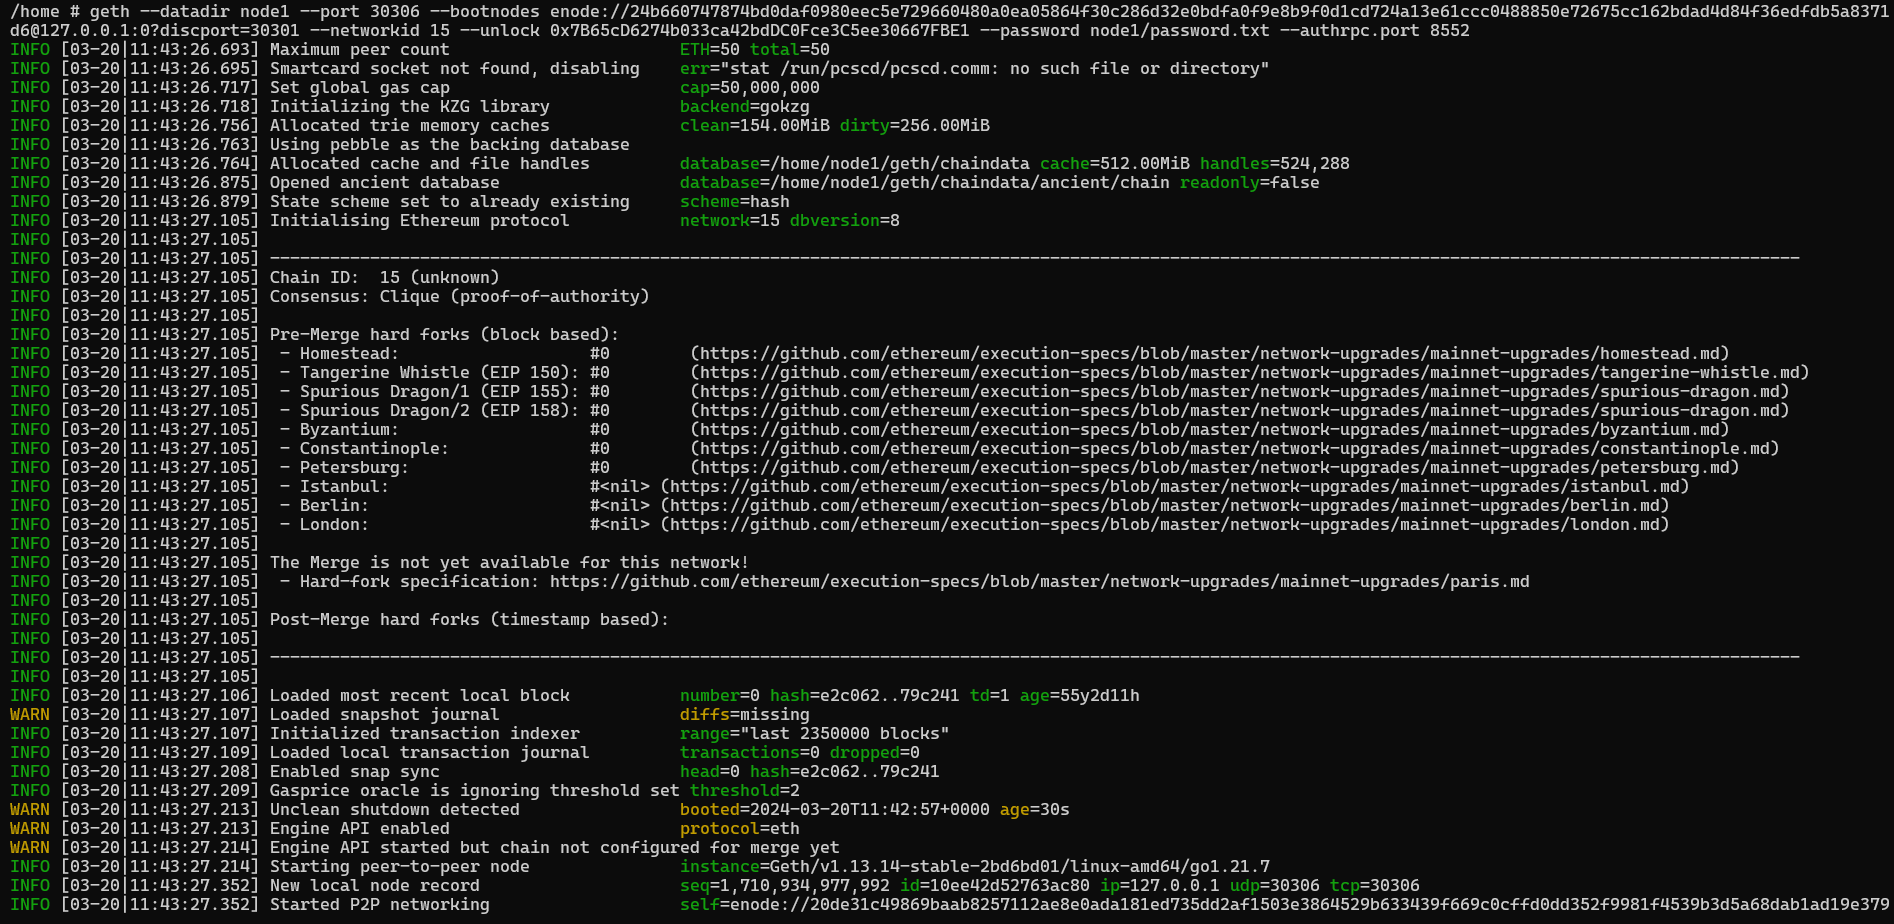 /home # geth --datadir node1 --port 30306 --bootnodes enode://24b660747874bd0daf0980eec5e729660480a0ea05864f30c286d32e0bdfa0f9e8b9f0d1cd724a13e61ccc0488850e72675cc162bdad4d84f36edfdb5a8371
d6@127.0.0.1:0?discport=30301 --networkid 15 --unlock 0x7B65cD6274b033ca42bdDC0Fce3C5ee30667FBE1 --password node1/password.txt --authrpc.port 8552
INFO [03-20|11:43:26.693] Maximum peer count                       ETH=50 total=50
INFO [03-20|11:43:26.695] Smartcard socket not found, disabling    err="stat /run/pcscd/pcscd.comm: no such file or directory"
INFO [03-20|11:43:26.717] Set global gas cap                       cap=50,000,000
INFO [03-20|11:43:26.718] Initializing the KZG library             backend=gokzg
INFO [03-20|11:43:26.756] Allocated trie memory caches             clean=154.00MiB dirty=256.00MiB
INFO [03-20|11:43:26.763] Using pebble as the backing database
INFO [03-20|11:43:26.764] Allocated cache and file handles         database=/home/node1/geth/chaindata cache=512.00MiB handles=524,288
INFO [03-20|11:43:26.875] Opened ancient database                  database=/home/node1/geth/chaindata/ancient/chain readonly=false
INFO [03-20|11:43:26.879] State scheme set to already existing     scheme=hash
INFO [03-20|11:43:27.105] Initialising Ethereum protocol           network=15 dbversion=8
INFO [03-20|11:43:27.105]
INFO [03-20|11:43:27.105] ---------------------------------------------------------------------------------------------------------------------------------------------------------
INFO [03-20|11:43:27.105] Chain ID:  15 (unknown)
INFO [03-20|11:43:27.105] Consensus: Clique (proof-of-authority)
INFO [03-20|11:43:27.105]
INFO [03-20|11:43:27.105] Pre-Merge hard forks (block based):
INFO [03-20|11:43:27.105]  - Homestead:                   #0        (https://github.com/ethereum/execution-specs/blob/master/network-upgrades/mainnet-upgrades/homestead.md)
INFO [03-20|11:43:27.105]  - Tangerine Whistle (EIP 150): #0        (https://github.com/ethereum/execution-specs/blob/master/network-upgrades/mainnet-upgrades/tangerine-whistle.md)
INFO [03-20|11:43:27.105]  - Spurious Dragon/1 (EIP 155): #0        (https://github.com/ethereum/execution-specs/blob/master/network-upgrades/mainnet-upgrades/spurious-dragon.md)
INFO [03-20|11:43:27.105]  - Spurious Dragon/2 (EIP 158): #0        (https://github.com/ethereum/execution-specs/blob/master/network-upgrades/mainnet-upgrades/spurious-dragon.md)
INFO [03-20|11:43:27.105]  - Byzantium:                   #0        (https://github.com/ethereum/execution-specs/blob/master/network-upgrades/mainnet-upgrades/byzantium.md)
INFO [03-20|11:43:27.105]  - Constantinople:              #0        (https://github.com/ethereum/execution-specs/blob/master/network-upgrades/mainnet-upgrades/constantinople.md)
INFO [03-20|11:43:27.105]  - Petersburg:                  #0        (https://github.com/ethereum/execution-specs/blob/master/network-upgrades/mainnet-upgrades/petersburg.md)
INFO [03-20|11:43:27.105]  - Istanbul:                    #<nil> (https://github.com/ethereum/execution-specs/blob/master/network-upgrades/mainnet-upgrades/istanbul.md)
INFO [03-20|11:43:27.105]  - Berlin:                      #<nil> (https://github.com/ethereum/execution-specs/blob/master/network-upgrades/mainnet-upgrades/berlin.md)
INFO [03-20|11:43:27.105]  - London:                      #<nil> (https://github.com/ethereum/execution-specs/blob/master/network-upgrades/mainnet-upgrades/london.md)
INFO [03-20|11:43:27.105]
INFO [03-20|11:43:27.105] The Merge is not yet available for this network!
INFO [03-20|11:43:27.105]  - Hard-fork specification: https://github.com/ethereum/execution-specs/blob/master/network-upgrades/mainnet-upgrades/paris.md
INFO [03-20|11:43:27.105]
INFO [03-20|11:43:27.105] Post-Merge hard forks (timestamp based):
INFO [03-20|11:43:27.105]
INFO [03-20|11:43:27.105] ---------------------------------------------------------------------------------------------------------------------------------------------------------
INFO [03-20|11:43:27.105]
INFO [03-20|11:43:27.106] Loaded most recent local block           number=0 hash=e2c062..79c241 td=1 age=55y2d11h
WARN [03-20|11:43:27.107] Loaded snapshot journal                  diffs=missing
INFO [03-20|11:43:27.107] Initialized transaction indexer          range="last 2350000 blocks"
INFO [03-20|11:43:27.109] Loaded local transaction journal         transactions=0 dropped=0
INFO [03-20|11:43:27.208] Enabled snap sync                        head=0 hash=e2c062..79c241
INFO [03-20|11:43:27.209] Gasprice oracle is ignoring threshold set threshold=2
WARN [03-20|11:43:27.213] Unclean shutdown detected                booted=2024-03-20T11:42:57+0000 age=30s
WARN [03-20|11:43:27.213] Engine API enabled                       protocol=eth
WARN [03-20|11:43:27.214] Engine API started but chain not configured for merge yet
INFO [03-20|11:43:27.214] Starting peer-to-peer node               instance=Geth/v1.13.14-stable-2bd6bd01/linux-amd64/go1.21.7
INFO [03-20|11:43:27.352] New local node record                    seq=1,710,934,977,992 id=10ee42d52763ac80 ip=127.0.0.1 udp=30306 tcp=30306
INFO [03-20|11:43:27.352] Started P2P networking                   self=enode://20de31c49869baab8257112ae8e0ada181ed735dd2af1503e3864529b633439f669c0cffd0dd352f9981f4539b3d5a68dab1ad19e379